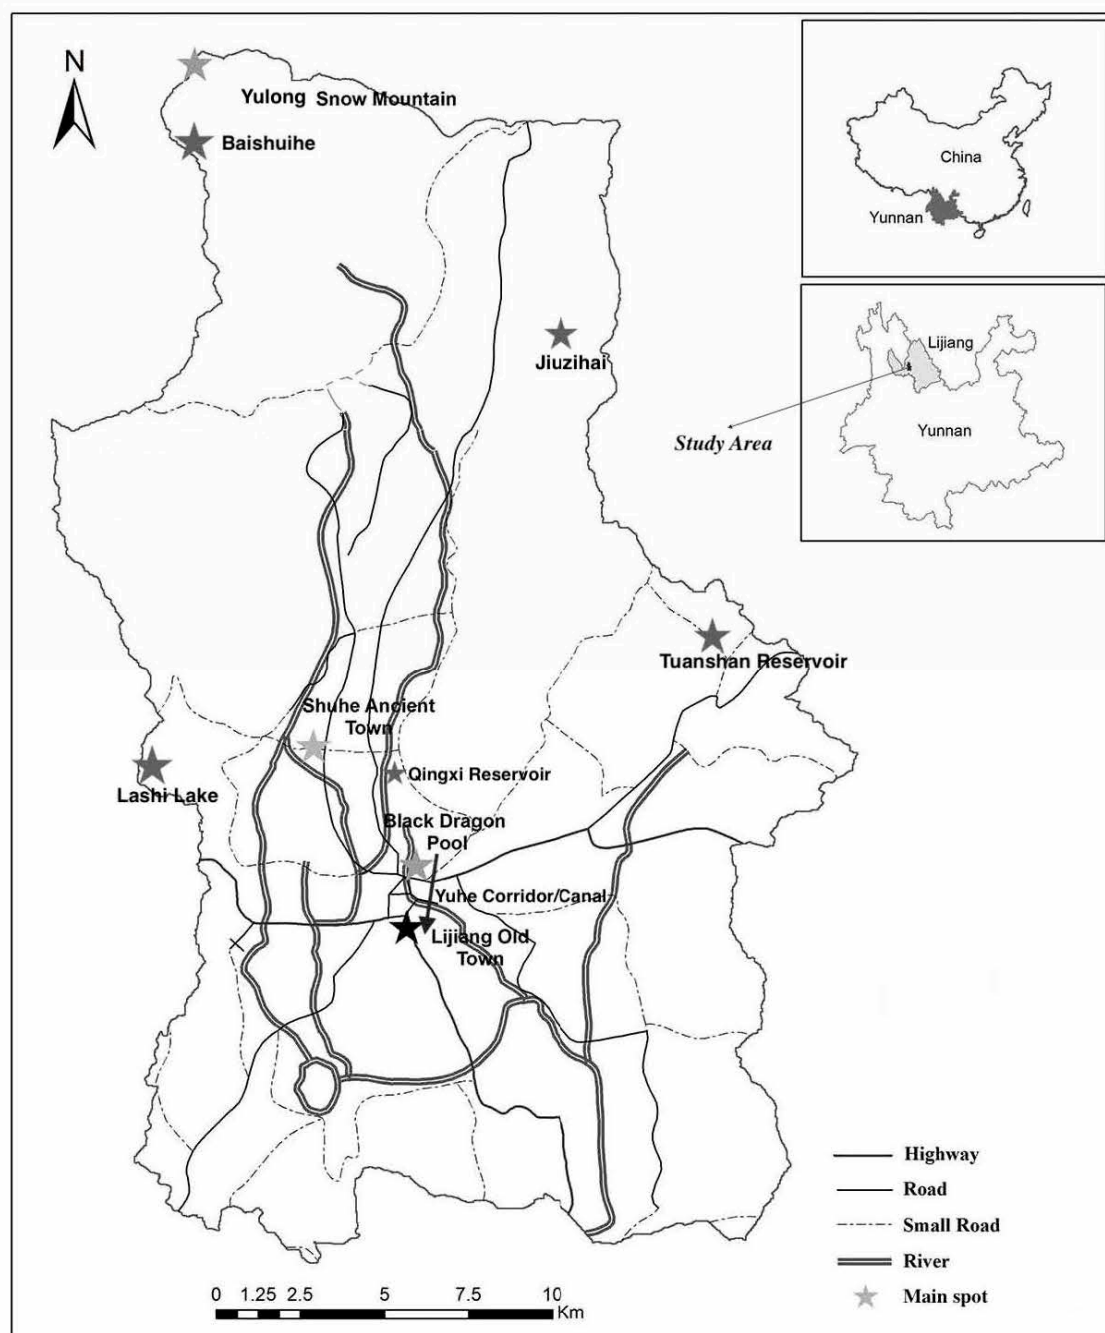 N
Yulong Snow Mountain
Baishuihe
China
Yunnan
Jiuzihai
Lijiang
Yunnan
Study Area
Tuanshan Reservoir
Shuhe Ancient
Town
Lashi Lake
Qingxi Reservoir
Black Dragon
Pool
Yuhe Corridor/Canal
Lijiang Old
Town
Highway
Road
Small Road
River
Main spot
0 1.25 2.5 5 7.5 10
Km